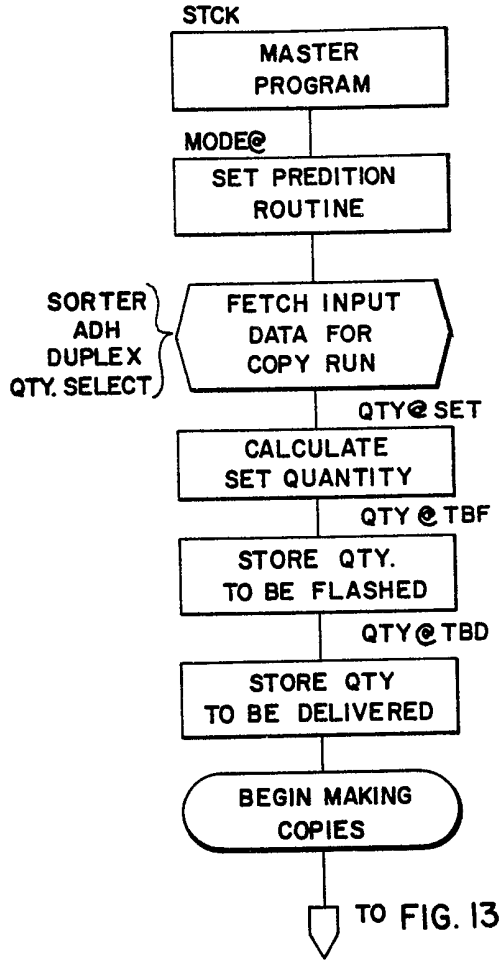 STCK
MASTER
PROGRAM
MODE@
SET PREDITION
ROUTINE
SORTER
ADH
DUPLEX
QTY. SELECT
FETCH INPUT
DATA FOR
COPY RUN
QTY@SET
CALCULATE
SET QUANTITY
QTY@TBF
STORE QTY.
TO BE FLASHED
QTY@TBD
STORE QTY
TO BE DELIVERED
BEGIN MAKING
COPIES
TO FIG. 13